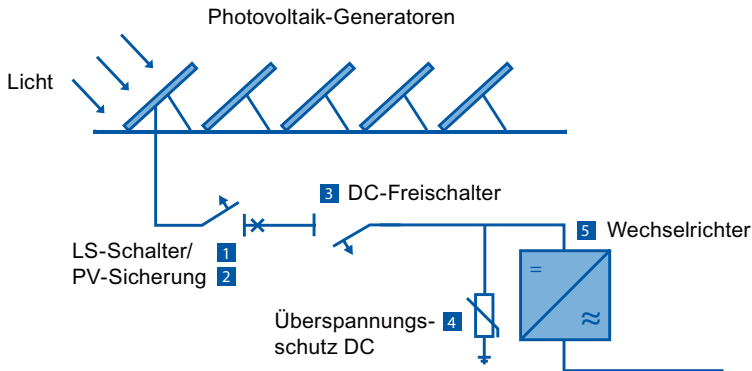 Photovoltaik-Generatoren
Licht
3 DC-Freischalter
LS-Schalter/ 1
PV-Sicherung 2
5 Wechselrichter
=
≈
Überspannungs- 4
schutz DC